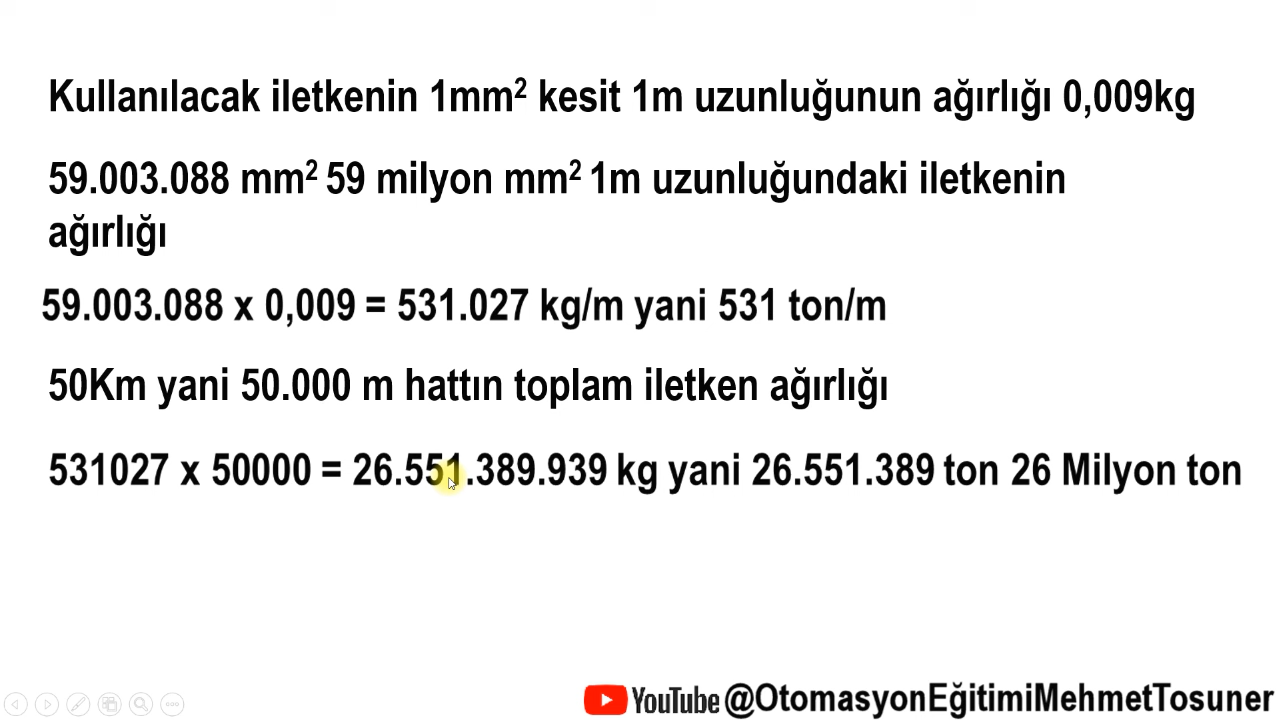 Kullanılacak iletkenin 1mm² kesit 1m uzunluğunun ağırlığı 0,009kg
59.003.088 mm² 59 milyon mm² 1m uzunluğundaki iletkenin
ağırlığı
59.003.088 x 0,009 = 531.027 kg/m yani 531 ton/m
50Km yani 50.000 m hattın toplam iletken ağırlığı
531027 x 50000 = 26.551.389.939 kg yani 26.551.389 ton 26 Milyon ton
YouTube @OtomasyonEğitimiMehmetTosuner